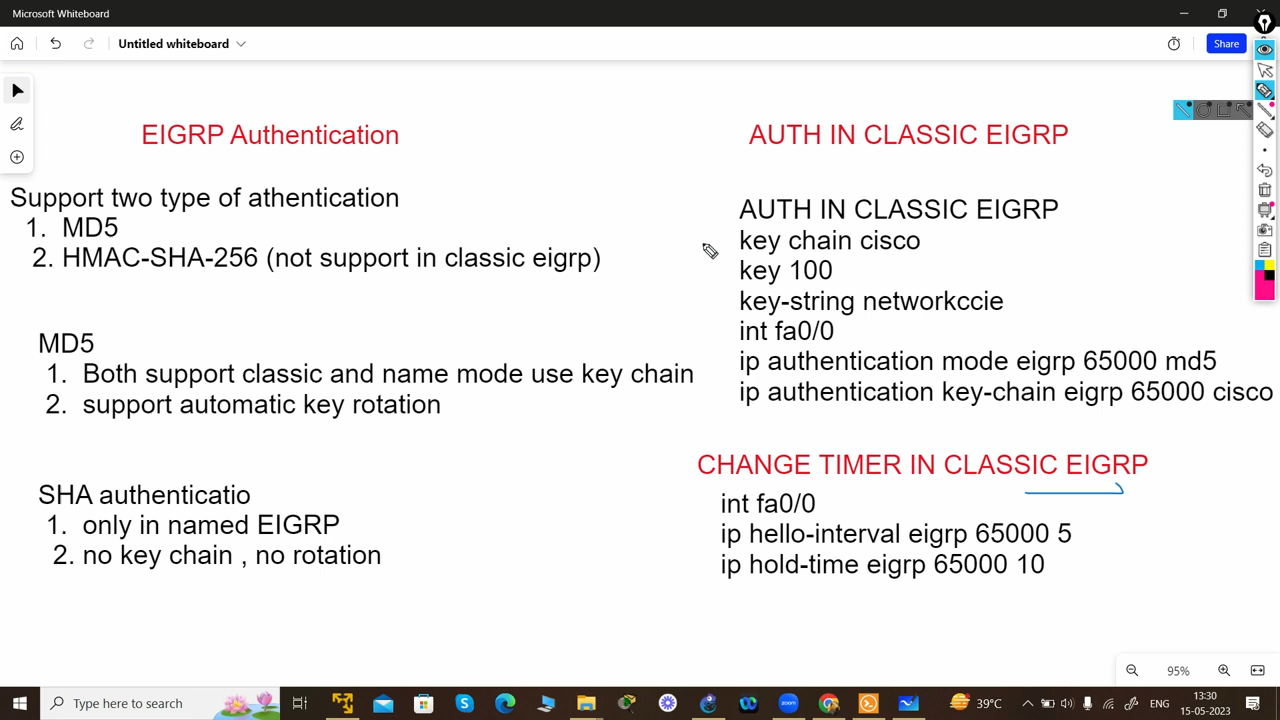 Microsoft Whiteboard
Untitled whiteboard
Share
EIGRP Authentication
Support two type of athentication
1. MD5
2. HMAC-SHA-256 (not support in classic eigrp)
MD5
1. Both support classic and name mode use key chain
2. support automatic key rotation
SHA authenticatio
1. only in named EIGRP
2. no key chain , no rotation
AUTH IN CLASSIC EIGRP
AUTH IN CLASSIC EIGRP
key chain cisco
key 100
key-string networkccie
int fa0/0
ip authentication mode eigrp 65000 md5
ip authentication key-chain eigrp 65000 cisco
CHANGE TIMER IN CLASSIC EIGRP
int fa0/0
ip hello-interval eigrp 65000 5
ip hold-time eigrp 65000 10
95%
Type here to search
zoom
39°C
ENG
13:30
15-05-2023